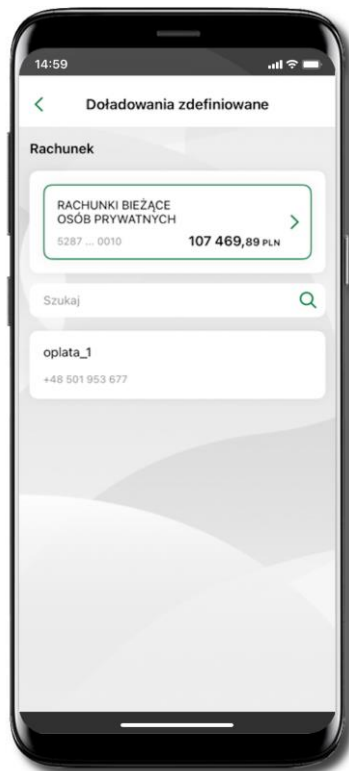 14:59
Doładowania zdefiniowane
Rachunek
RACHUNKI BIEŻĄCE
OSÓB PRYWATNYCH
5287 ... 0010 107 469,89 PLN
Szukaj
oplata_1
+48 501 953 677